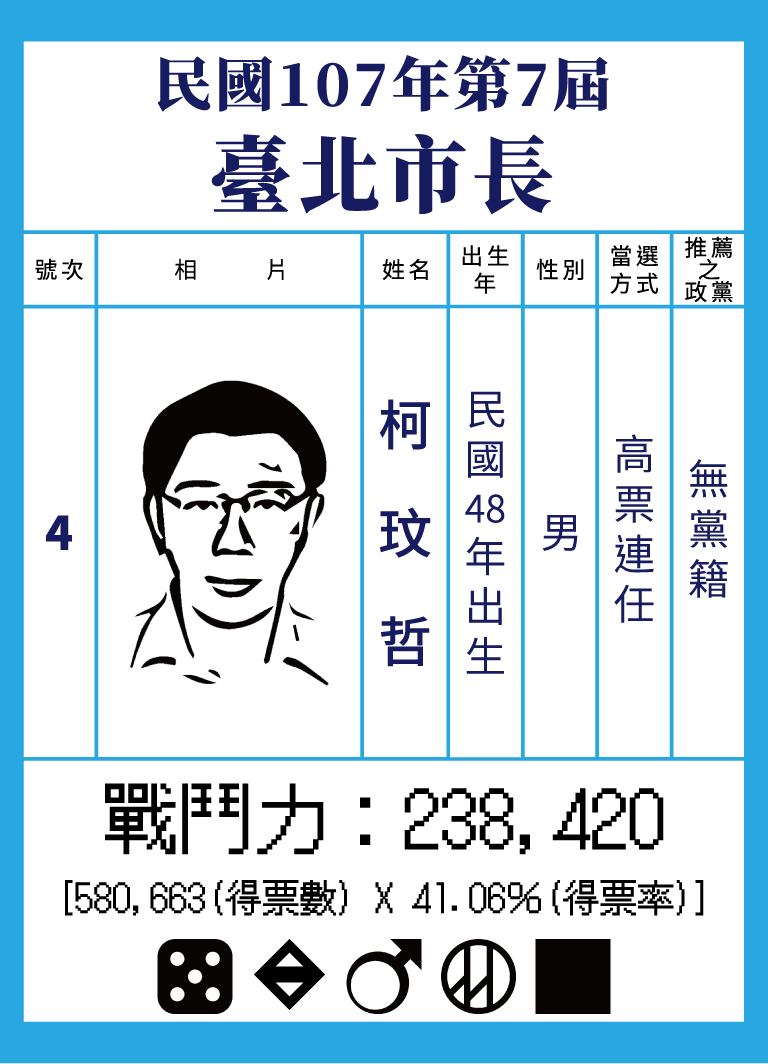 民國107年第7屆
臺北市長
號次
相片
姓名
出生
年
性別
當選
方式
推薦
之
政黨
4
柯玟哲
民國48年出生
男
高票連任
無黨籍
戰鬥力：238,420
[580,663(得票數) X 41.06%(得票率)]